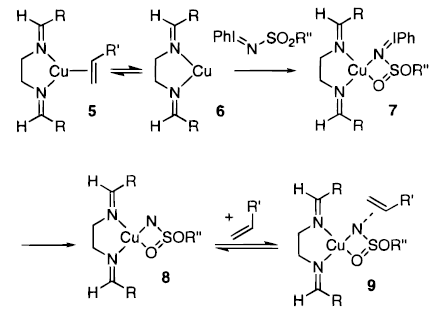 H R R' N Cu N H R 5
H R N Cu N H R 6
PhI=N SO2R"
H R N IPh N Cu SOR" N O H R 7
H R N N Cu SOR" N O H R 8
+ R'
H R R' N N Cu SOR" N O H R 9